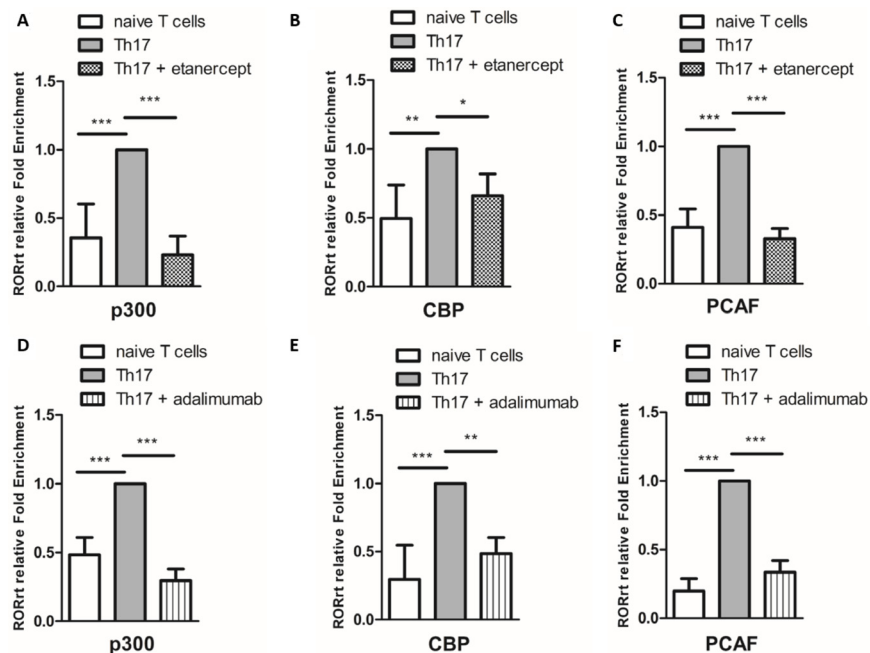 A
naive T cells
Th17
Th17 + etanercept
RORrt relative Fold Enrichment
1.5
1.0
0.5
0.0
***
***
p300
B
naive T cells
Th17
Th17 + etanercept
RORrt relative Fold Enrichment
1.5
1.0
0.5
0.0
**
*
CBP
C
naive T cells
Th17
Th17 + etanercept
RORrt relative Fold Enrichment
1.5
1.0
0.5
0.0
***
***
PCAF
D
naive T cells
Th17
Th17 + adalimumab
RORrt relative Fold Enrichment
1.5
1.0
0.5
0.0
***
***
p300
E
naive T cells
Th17
Th17 + adalimumab
RORrt relative Fold Enrichment
1.5
1.0
0.5
0.0
***
**
CBP
F
naive T cells
Th17
Th17 + adalimumab
RORrt relative Fold Enrichment
1.5
1.0
0.5
0.0
***
***
PCAF